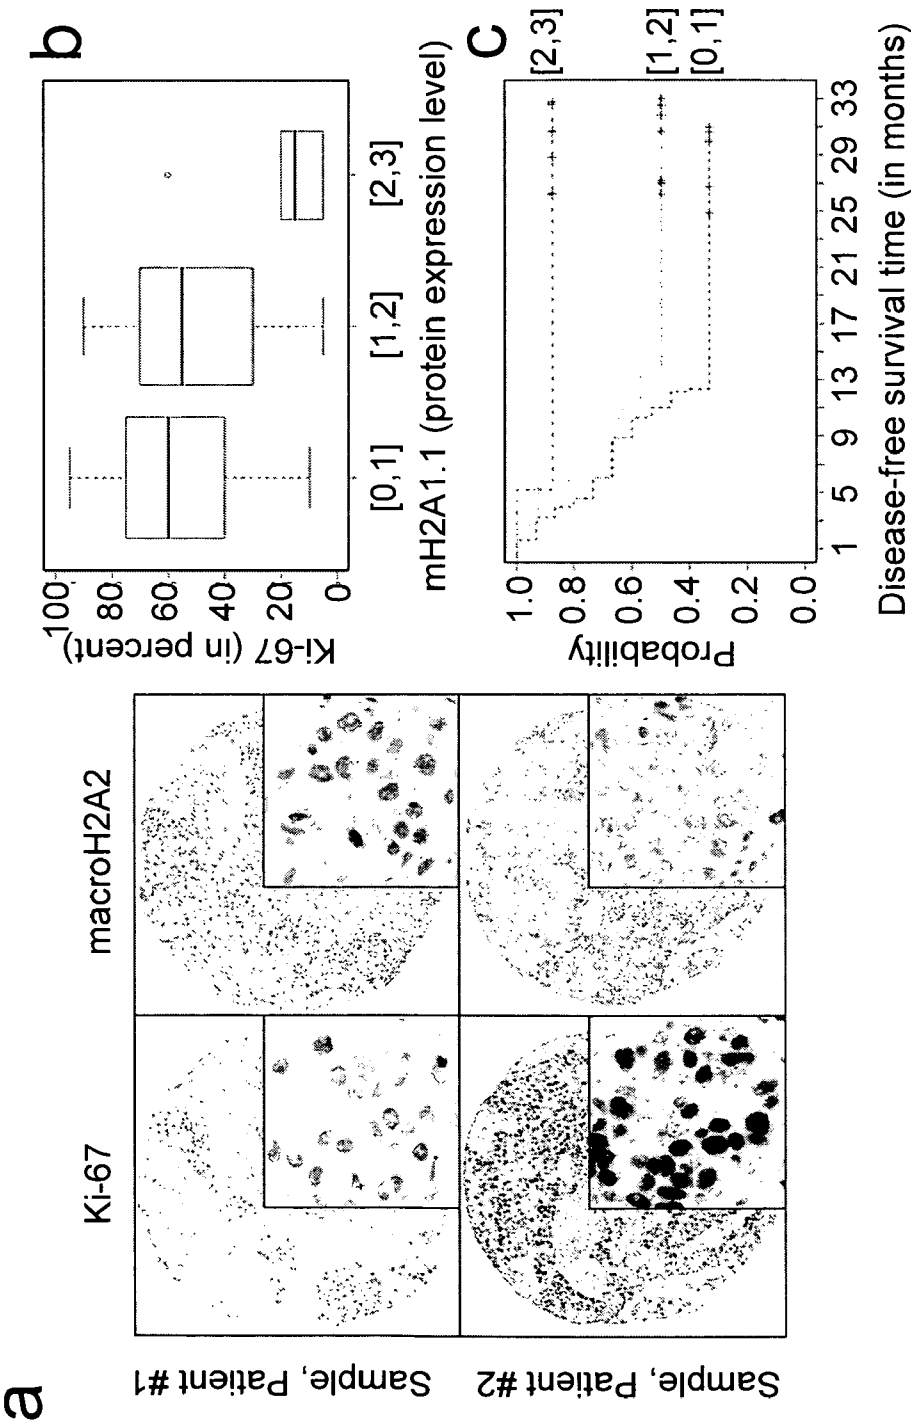 a
Ki-67
macroH2A2
Sample, Patient #1
Sample, Patient #2
b
Ki-67 (in percent)
100
80
60
40
20
0
[0,1]
[1,2]
[2,3]
mH2A1.1 (protein expression level)
c
Probability
1.0
0.8
0.6
0.4
0.2
0.0
[2,3]
[1,2]
[0,1]
1 5 9 13 17 21 25 29 33
Disease-free survival time (in months)